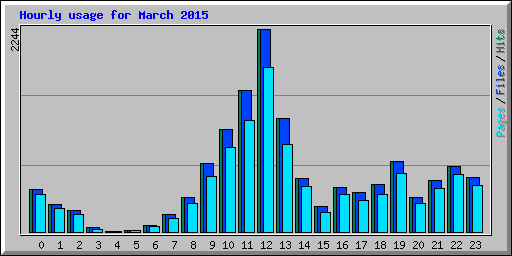 Hourly usage for March 2015
2244
Pages / Files / Hits
0 1 2 3 4 5 6 7 8 9 10 11 12 13 14 15 16 17 18 19 20 21 22 23